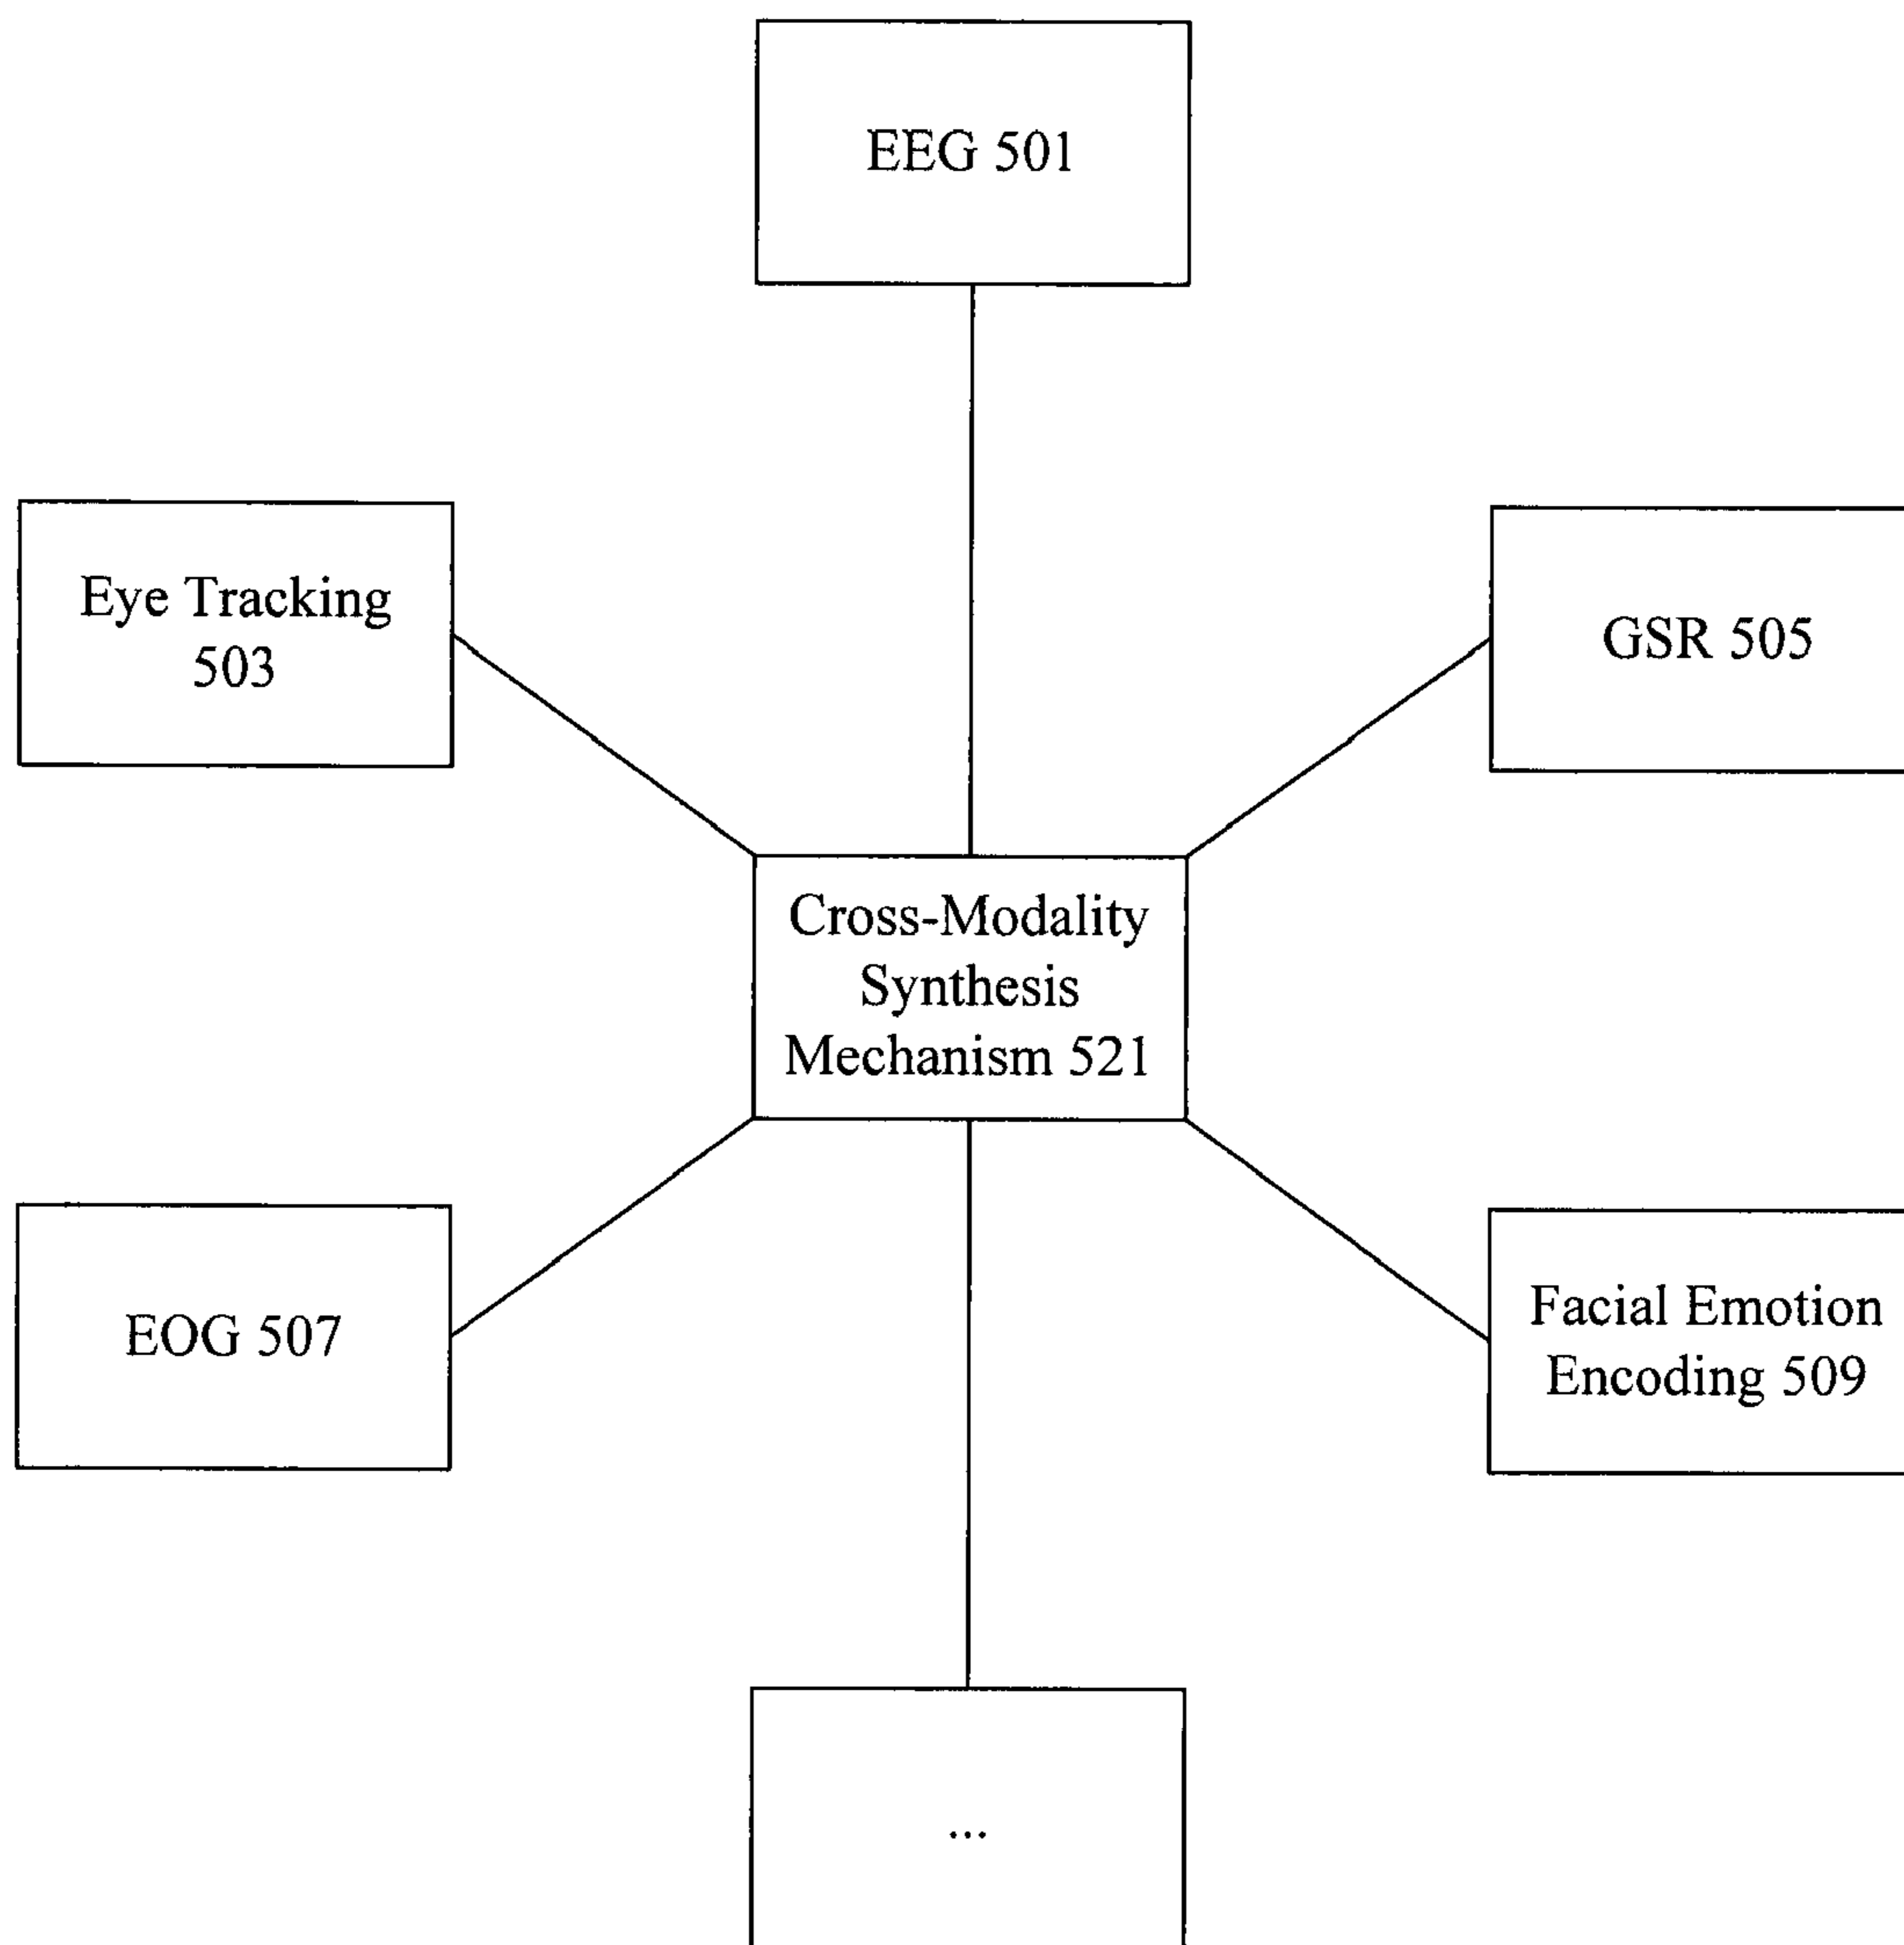 EEG 501
Eye Tracking
503
GSR 505
Cross-Modality
Synthesis
Mechanism 521
EOG 507
Facial Emotion
Encoding 509
...